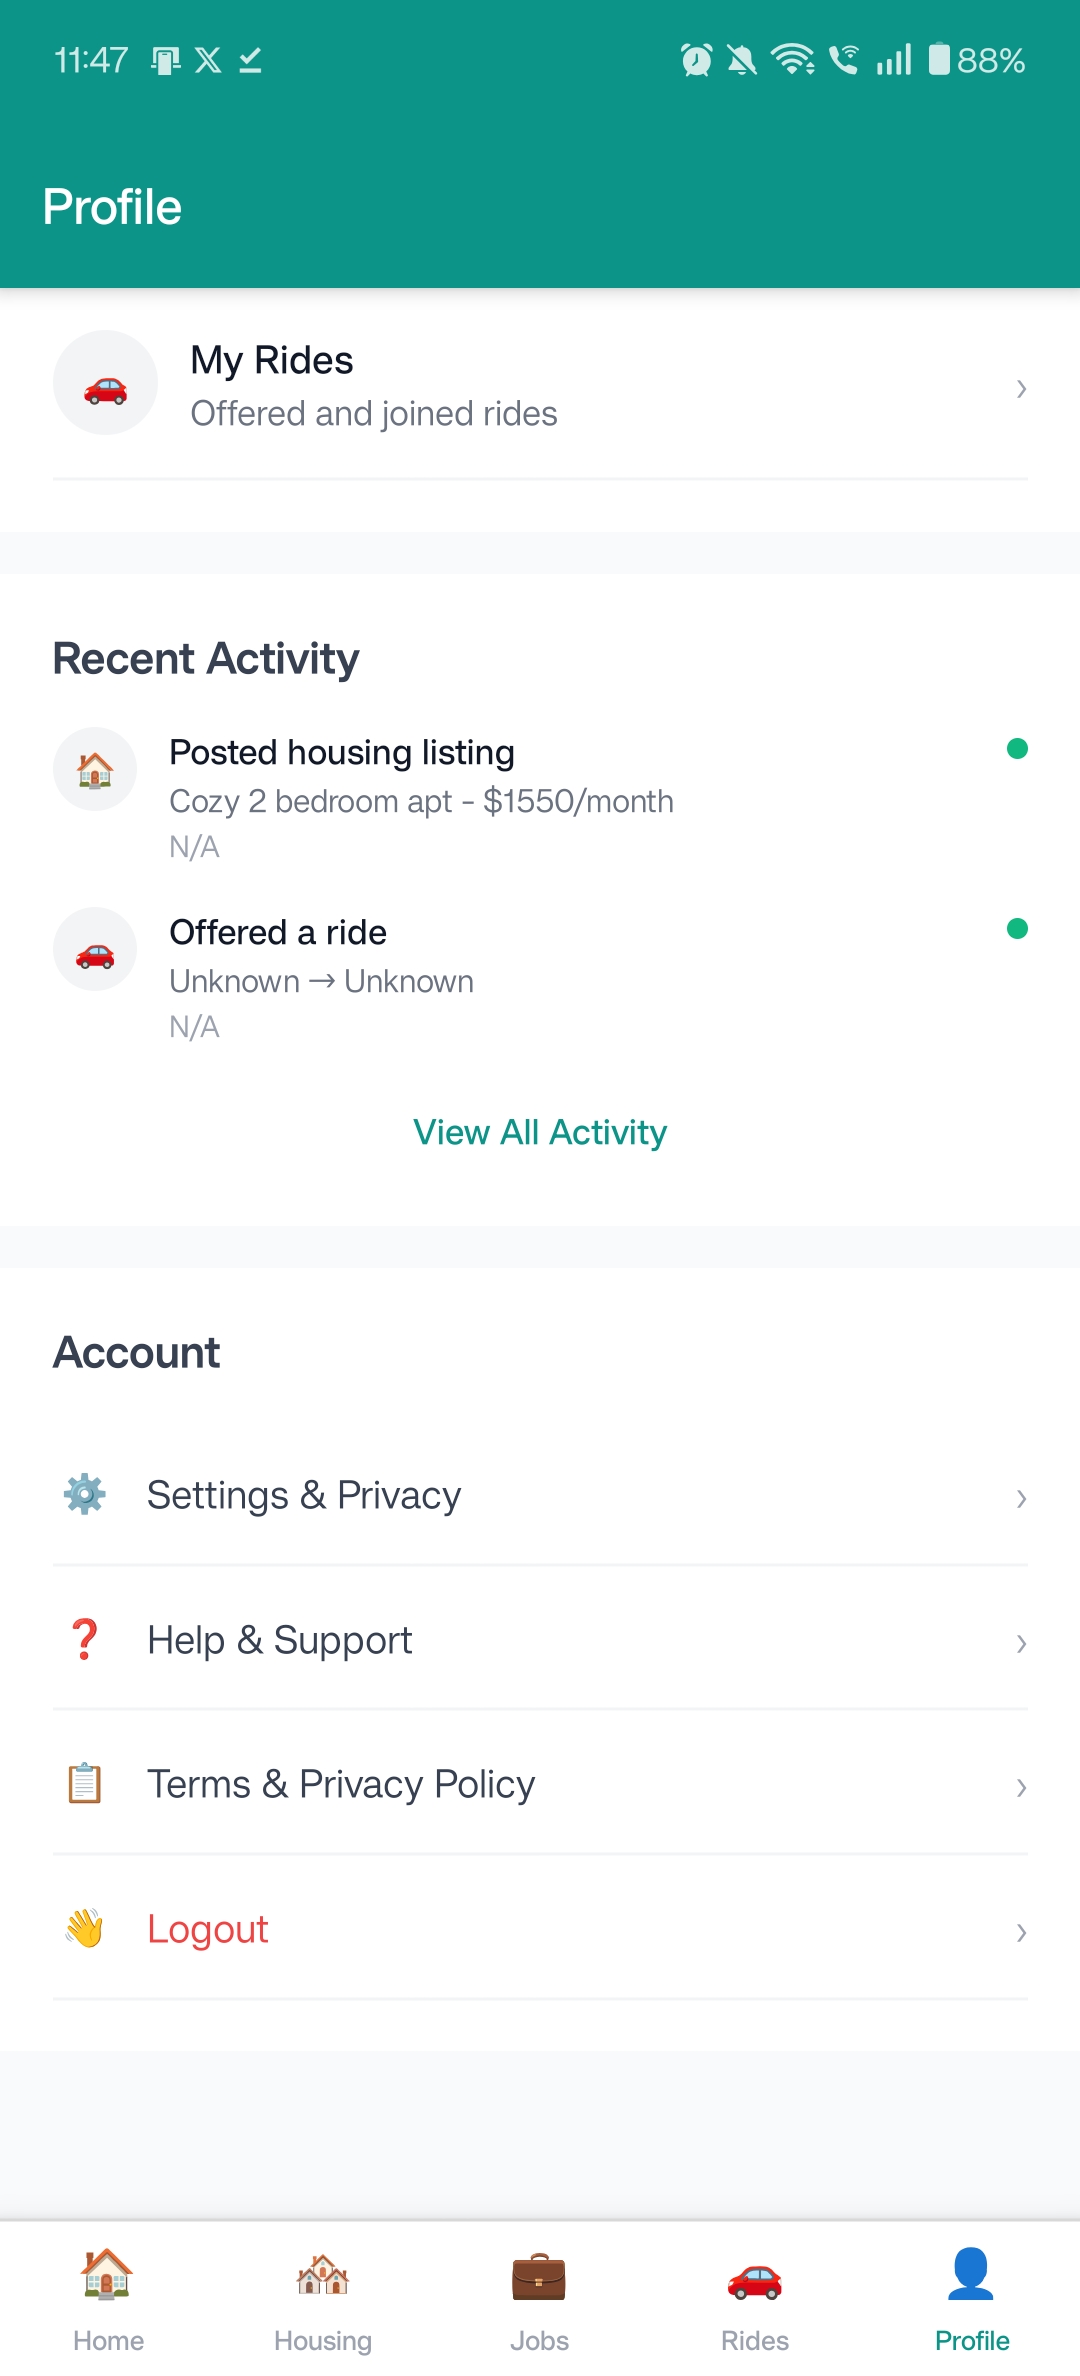 11:47
88%
Profile
My Rides
Offered and joined rides
Recent Activity
Posted housing listing
Cozy 2 bedroom apt - $1550/month
N/A
Offered a ride
Unknown → Unknown
N/A
View All Activity
Account
Settings & Privacy
Help & Support
Terms & Privacy Policy
Logout
Home
Housing
Jobs
Rides
Profile